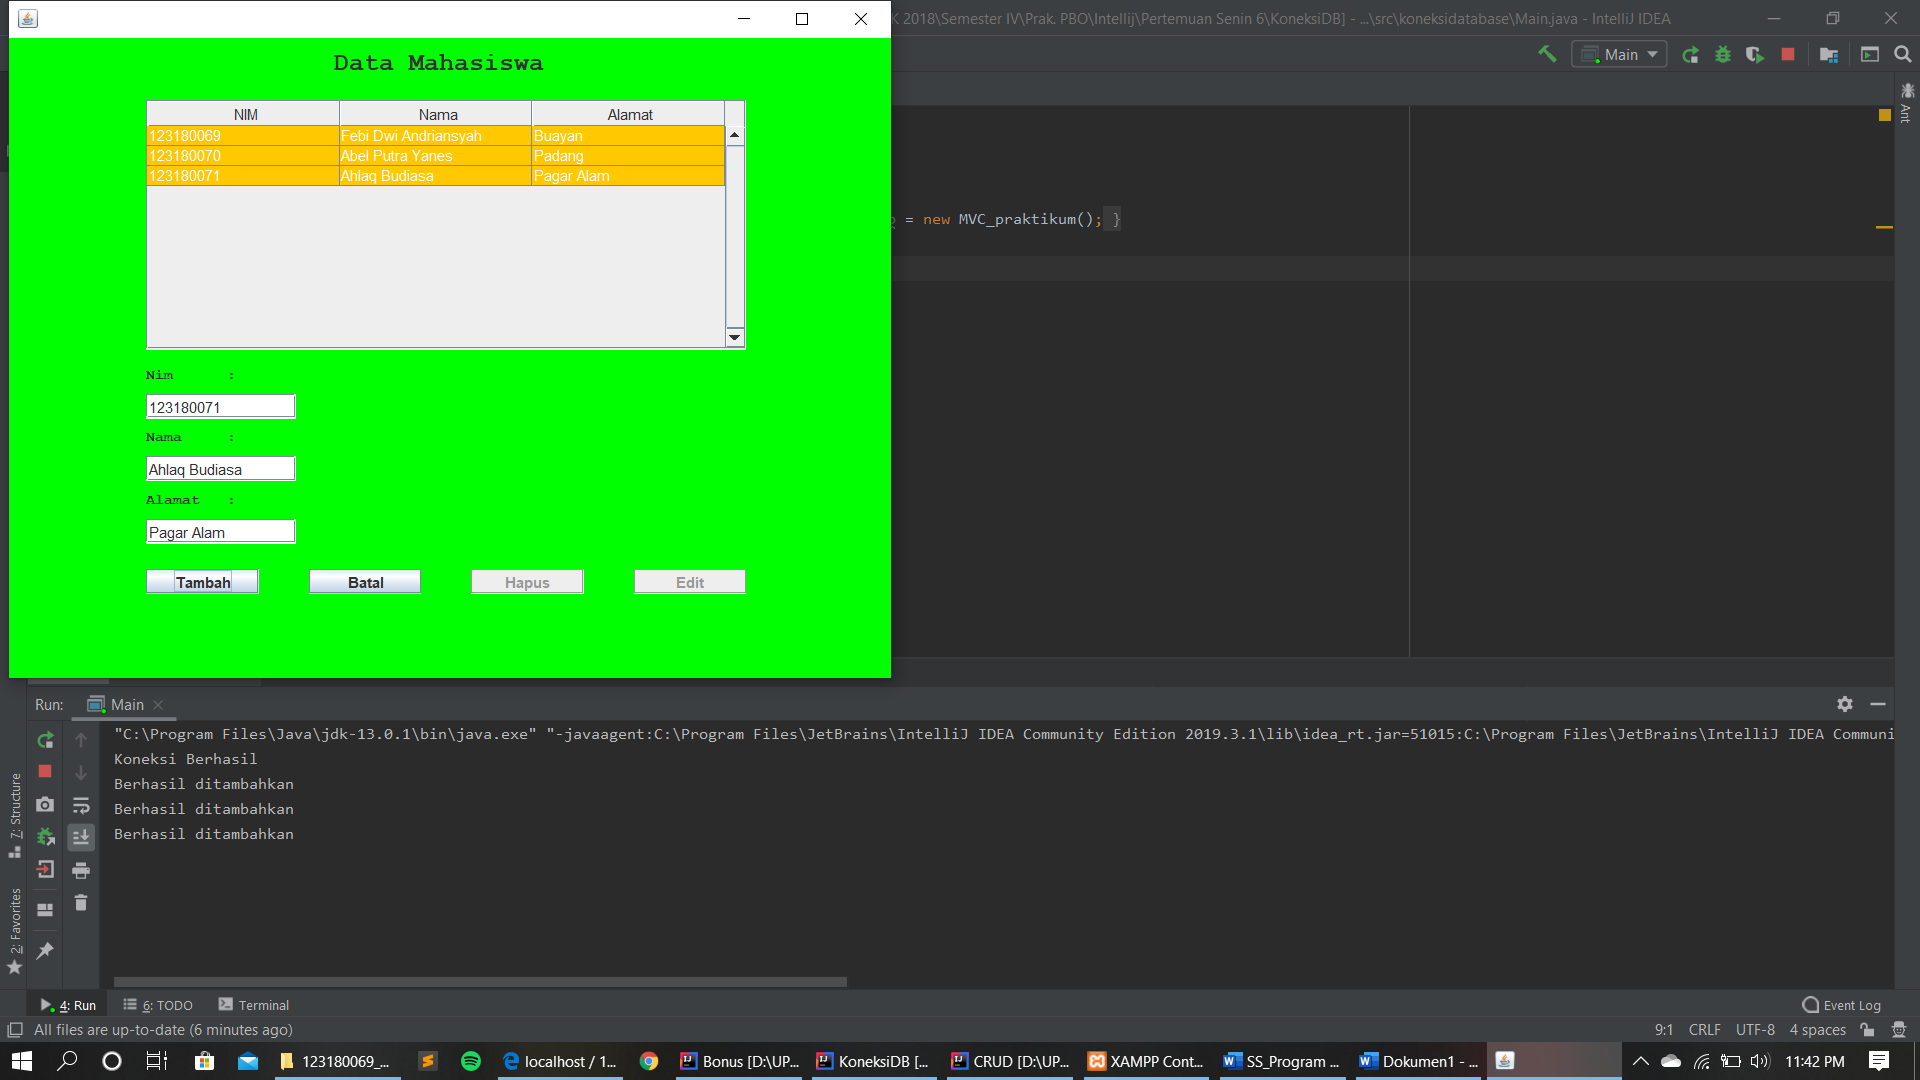 K 2018\Semester IV\Prak. PBO\Intellij\Pertemuan Senin 6\KoneksiDB] - ...\src\koneksidatabase\Main.java - IntelliJ IDEA
Main
Data Mahasiswa
NIM Nama Alamat
123180069 Febi Dwi Andriansyah Buayan
123180070 Abel Putra Yanes Padang
123180071 Ahlaq Budiasa Pagar Alam
= new MVC_praktikum(); }
Ant
Nim :
123180071
Nama :
Ahlaq Budiasa
Alamat :
Pagar Alam
Tambah Batal Hapus Edit
Run: Main
"C:\Program Files\Java\jdk-13.0.1\bin\java.exe" "-javaagent:C:\Program Files\JetBrains\IntelliJ IDEA Community Edition 2019.3.1\lib\idea_rt.jar=51015:C:\Program Files\JetBrains\IntelliJ IDEA Communi
Koneksi Berhasil
Berhasil ditambahkan
Berhasil ditambahkan
Berhasil ditambahkan
7: Structure
2: Favorites
4: Run 6: TODO Terminal Event Log
All files are up-to-date (6 minutes ago) 9:1 CRLF UTF-8 4 spaces
123180069_... localhost / 1... Bonus [D:\UP... KoneksiDB [... CRUD [D:\UP... XAMPP Cont... SS_Program ... Dokumen1 - ... 11:42 PM